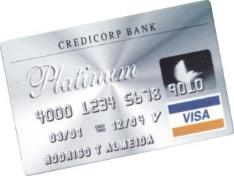 CREDICORP BANK
Platinum
4000 1234 5678 9010
03/01 12/04 V
VISA
RODRIGO T ALMEIDA